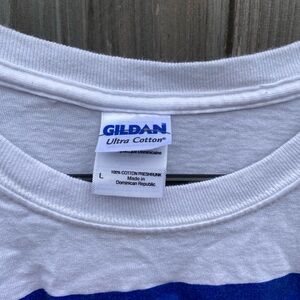 GILDAN
Ultra Cotton®
L
100% COTTON PRESHRUNK
Made in
Dominican Republic